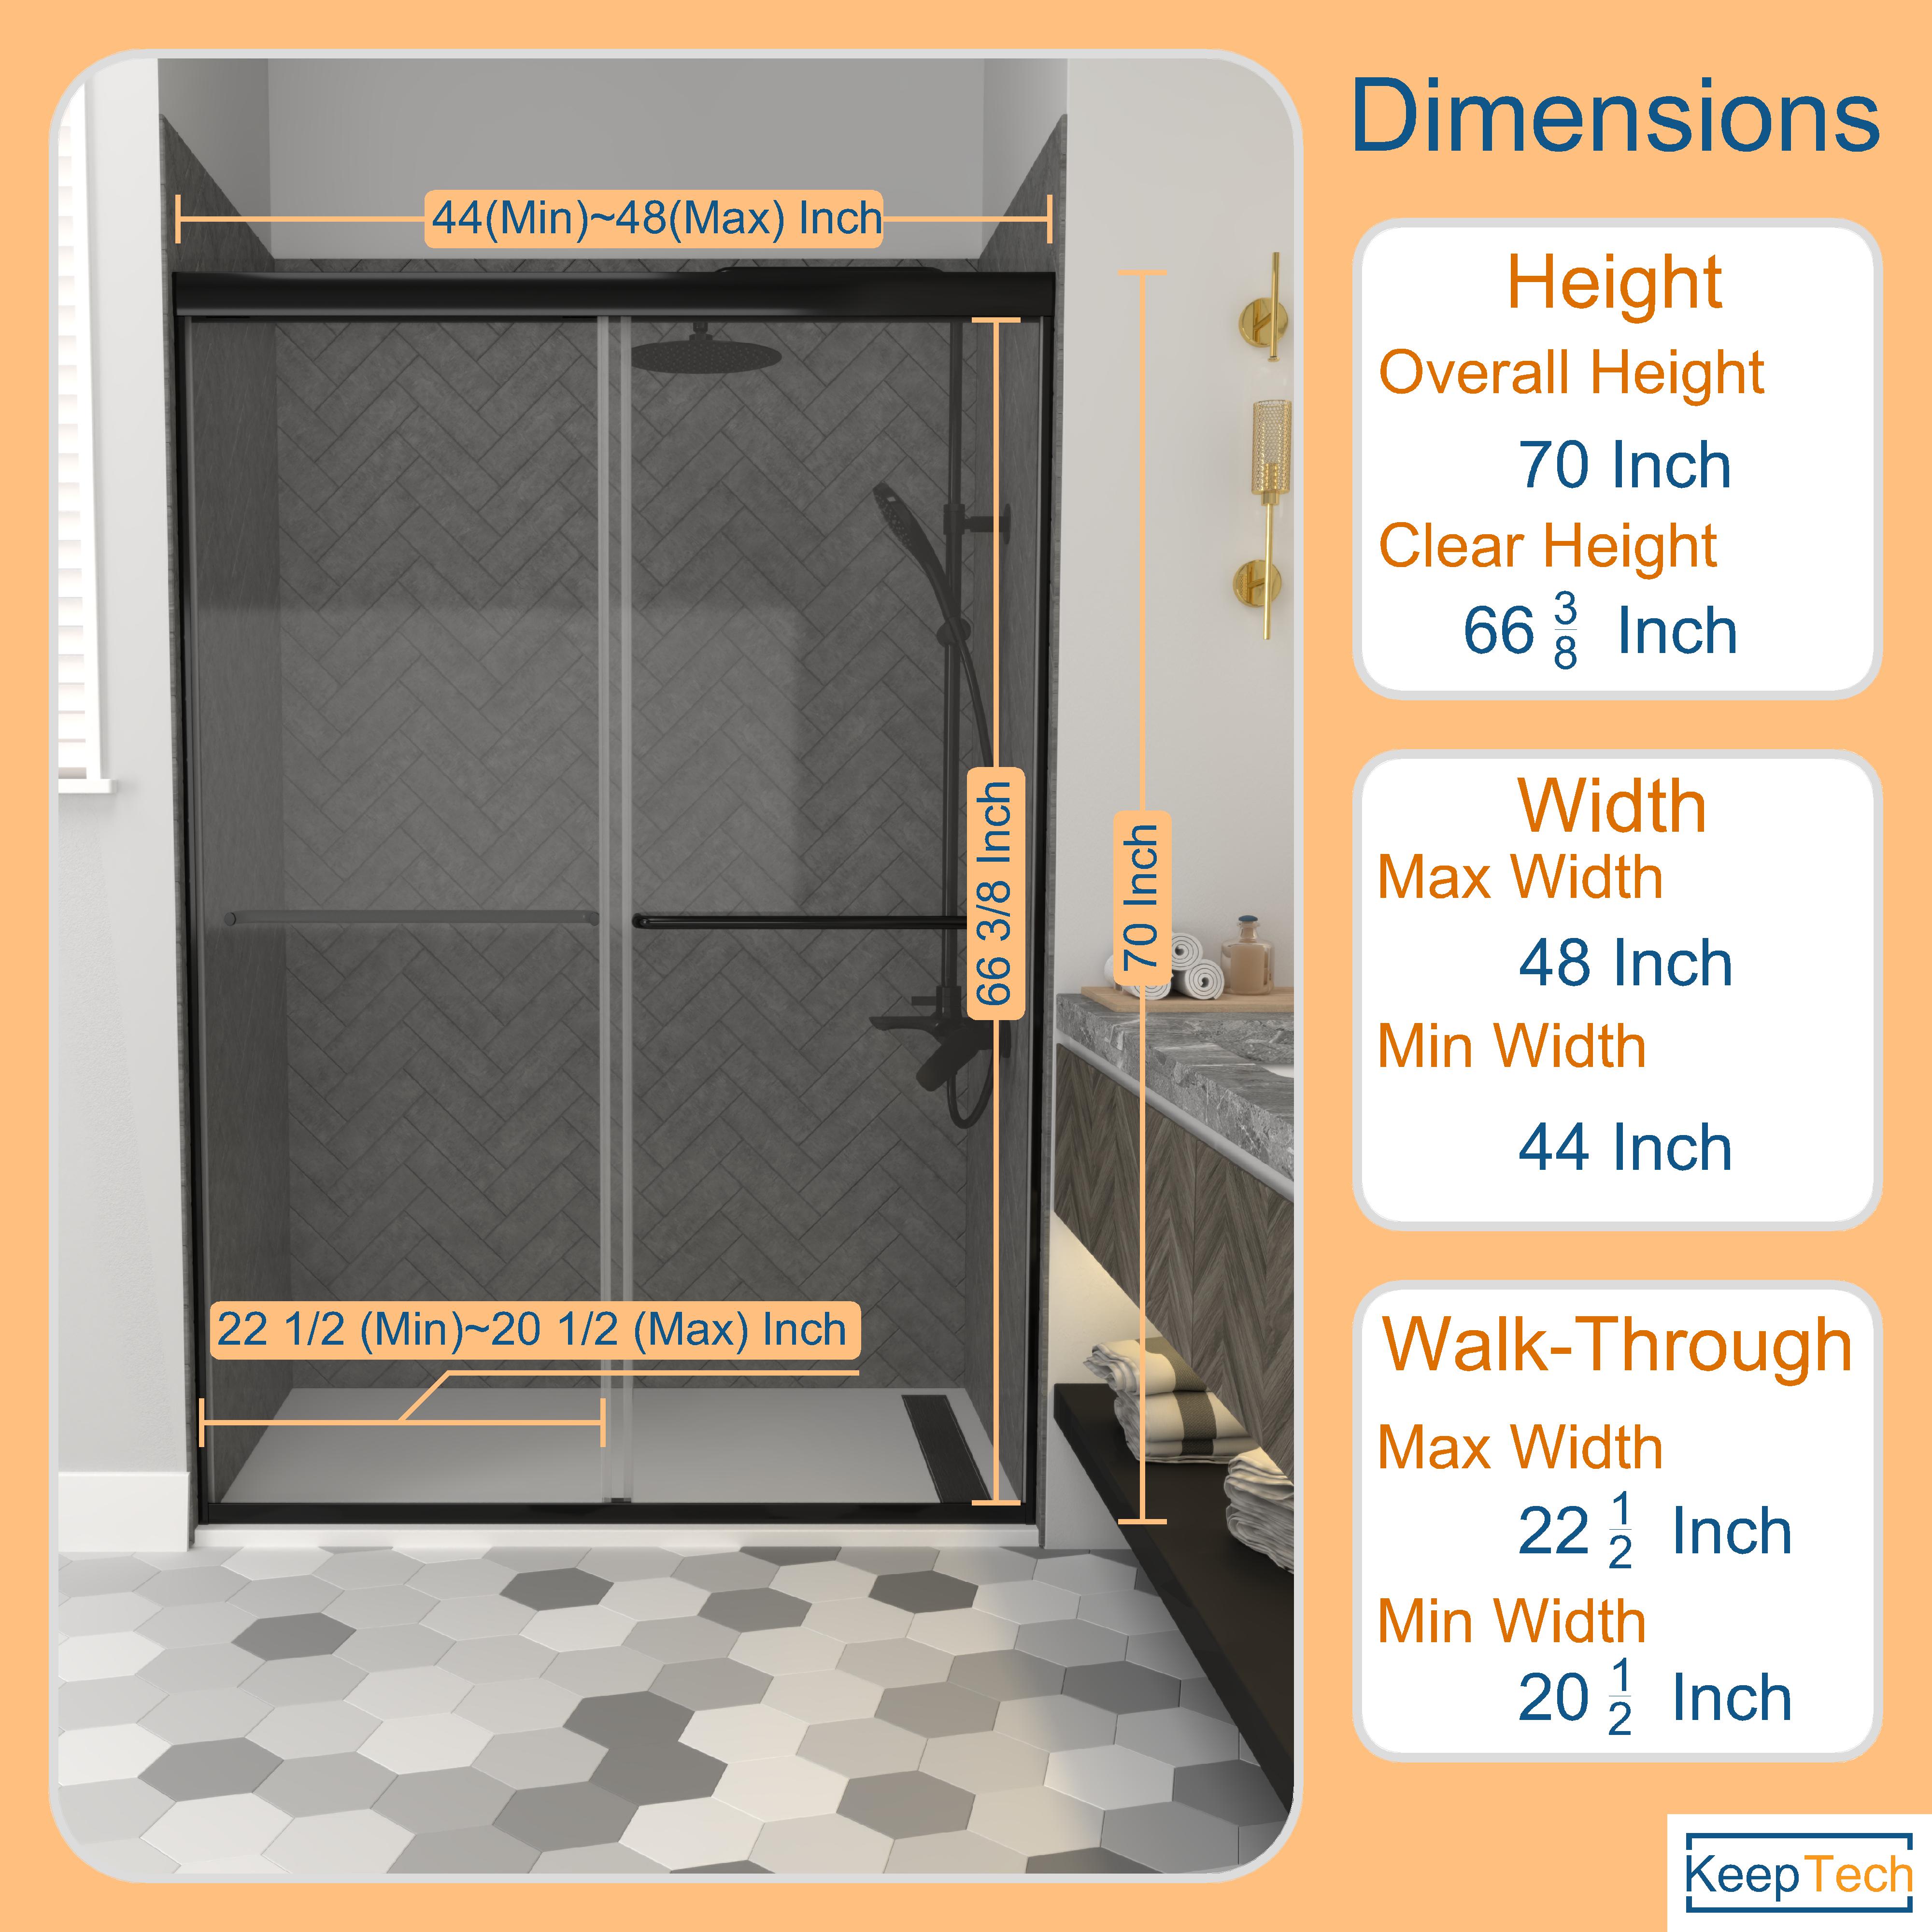 Dimensions
44(Min)~48(Max) Inch
66 3/8 Inch
70 Inch
22 1/2 (Min)~20 1/2 (Max) Inch
Height
Overall Height
70 Inch
Clear Height
66 3/8 Inch
Width
Max Width
48 Inch
Min Width
44 Inch
Walk-Through
Max Width
22 1/2 Inch
Min Width
20 1/2 Inch
KeepTech